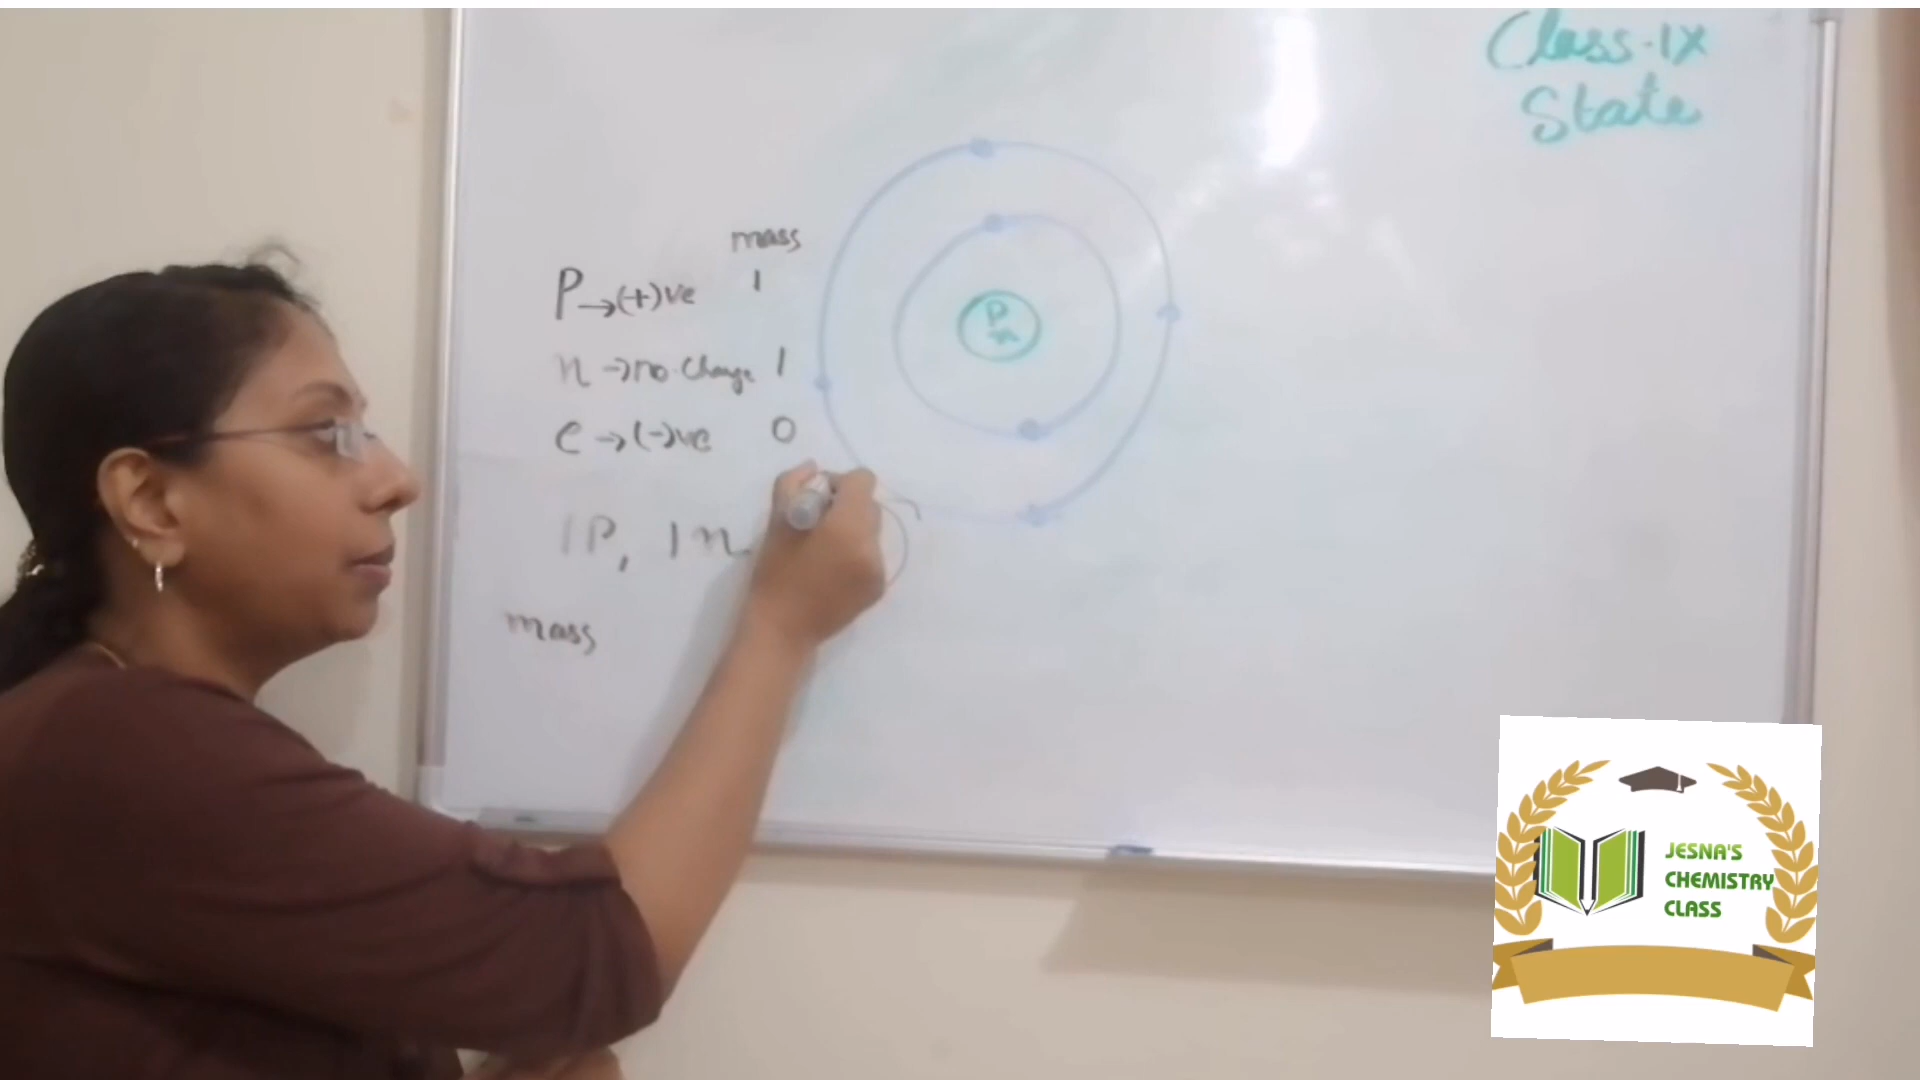 Class-IX
State
mass
P→(+)ve 1
n→no charge 1
e→(-)ve 0
1P, 1n
mass
P
n
JESNA'S
CHEMISTRY
CLASS